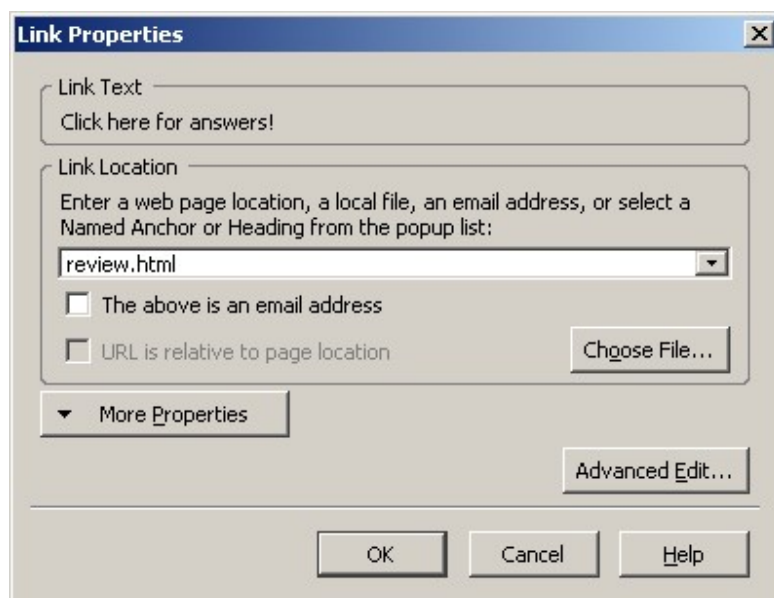 Link Properties
Link Text
Click here for answers!
Link Location
Enter a web page location, a local file, an email address, or select a
Named Anchor or Heading from the popup list:
review.html
The above is an email address
URL is relative to page location
Choose File...
More Properties
Advanced Edit...
OK Cancel Help